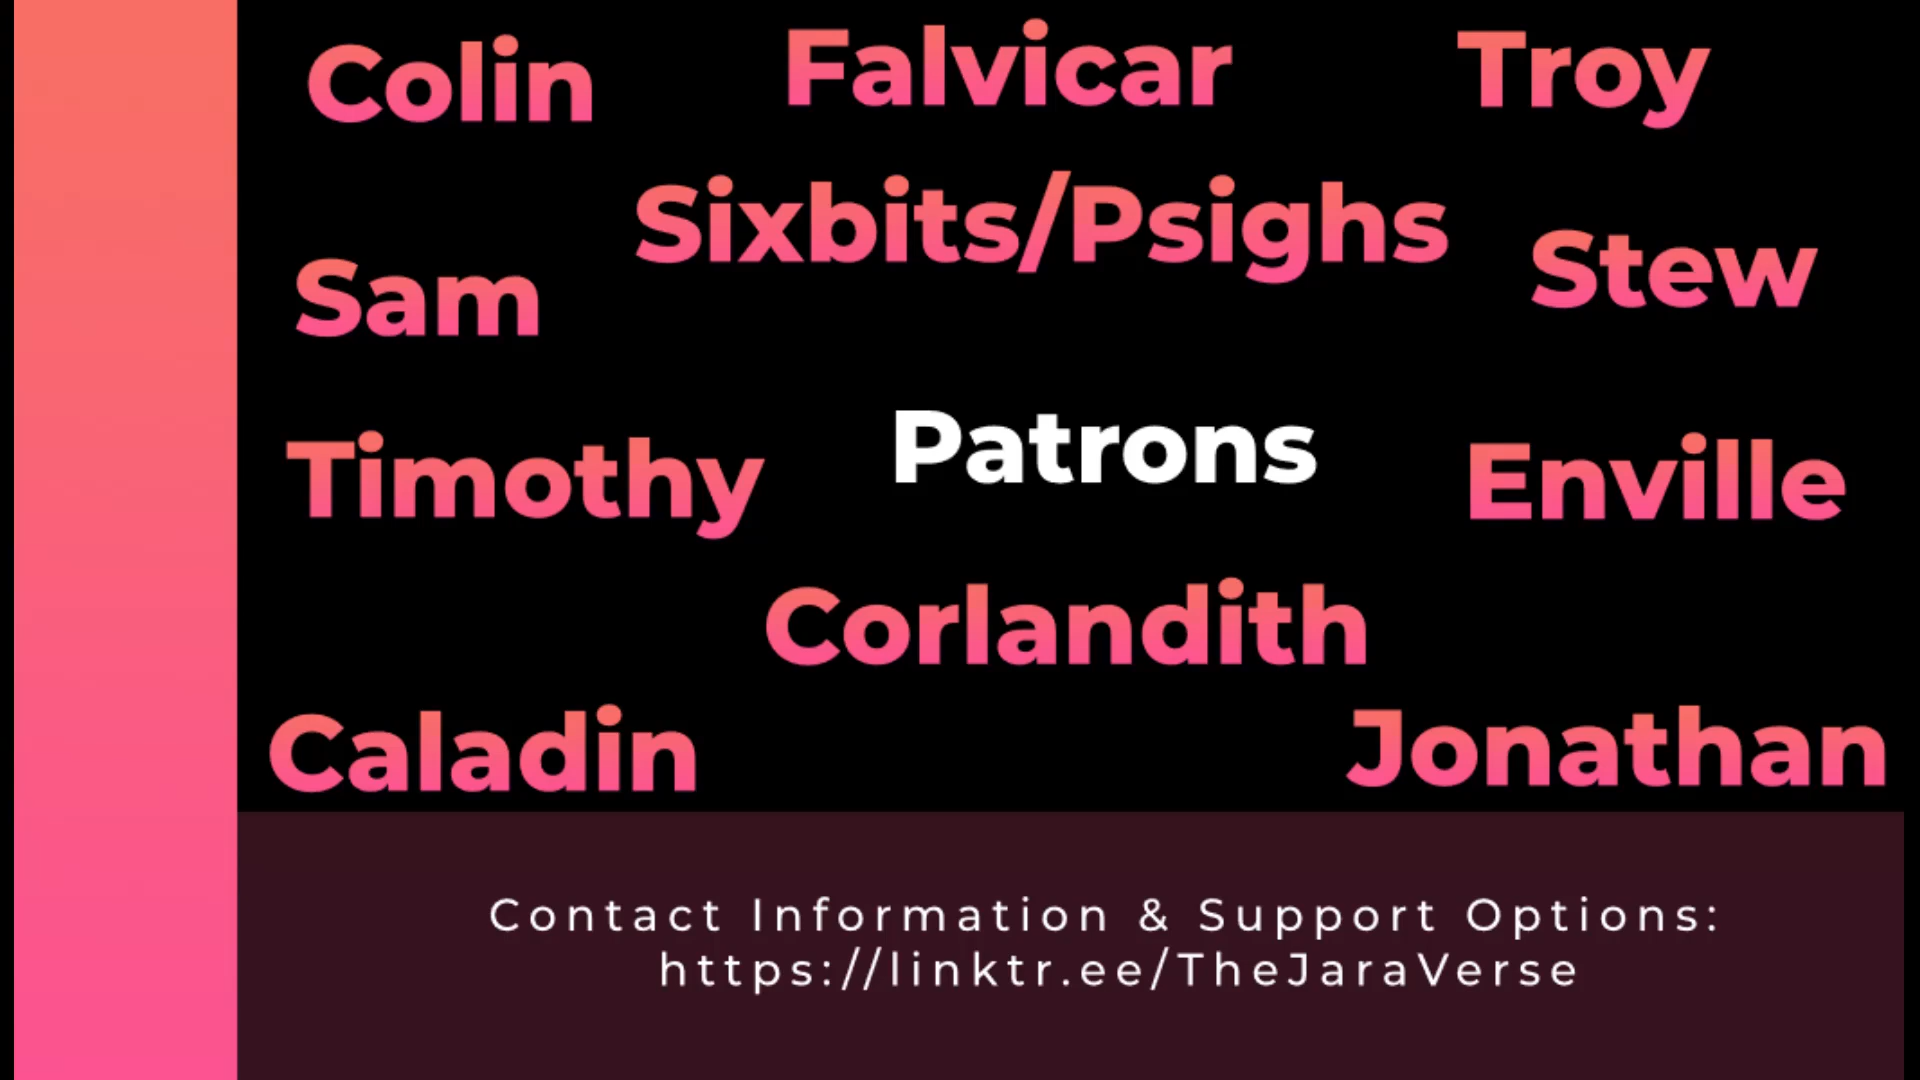 Colin
Falvicar
Troy
Sixbits/Psighs
Sam
Stew
Timothy
Patrons
Enville
Corlandith
Caladin
Jonathan
Contact Information & Support Options:
https://linktr.ee/TheJaraVerse